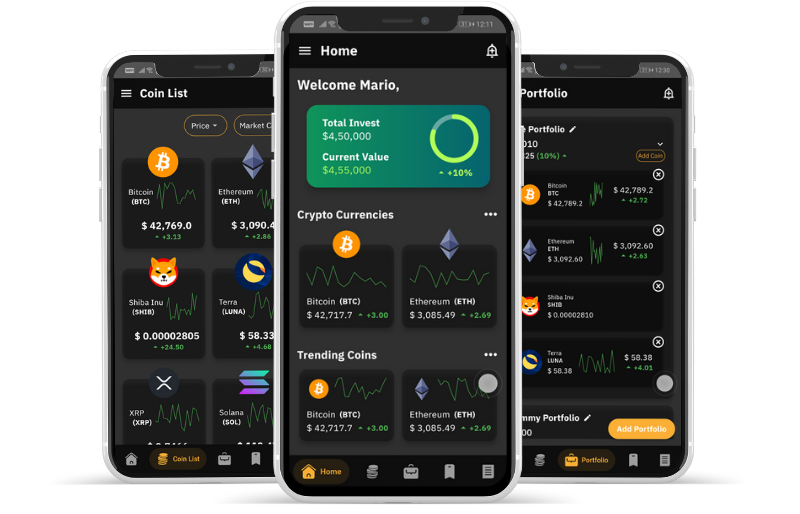 Coin List
Price
Market C
Bitcoin
(BTC)
$ 42,769.0
+3.13
Ethereum
(ETH)
$ 3,090.4
+2.86
Shiba Inu
(SHIB)
$ 0.00002805
+24.50
Terra
(LUNA)
$ 58.33
+4.68
XRP
(XRP)
Solana
(SOL)
Coin List
12:11
Home
Welcome Mario,
Total Invest
$4,50,000
Current Value
$4,55,000
+10%
Crypto Currencies
Bitcoin (BTC)
$ 42,717.7 +3.00
Ethereum (ETH)
$ 3,085.49 +2.69
Trending Coins
Bitcoin (BTC)
$ 42,717.7 +3.00
Ethereum (ETH)
$ 3,085.49 +2.69
Home
12:30
Portfolio
Portfolio
010
25 (10%)
Add Coin
Bitcoin
BTC
$ 42,789.2
$ 42,789.2
+2.72
Ethereum
ETH
$ 3,092.60
$ 3,092.60
+2.63
Shiba Inu
SHIB
$ 0.00002810
Terra
LUNA
$ 58.38
$ 58.38
+4.01
mmy Portfolio
00
Add Portfolio
Portfolio